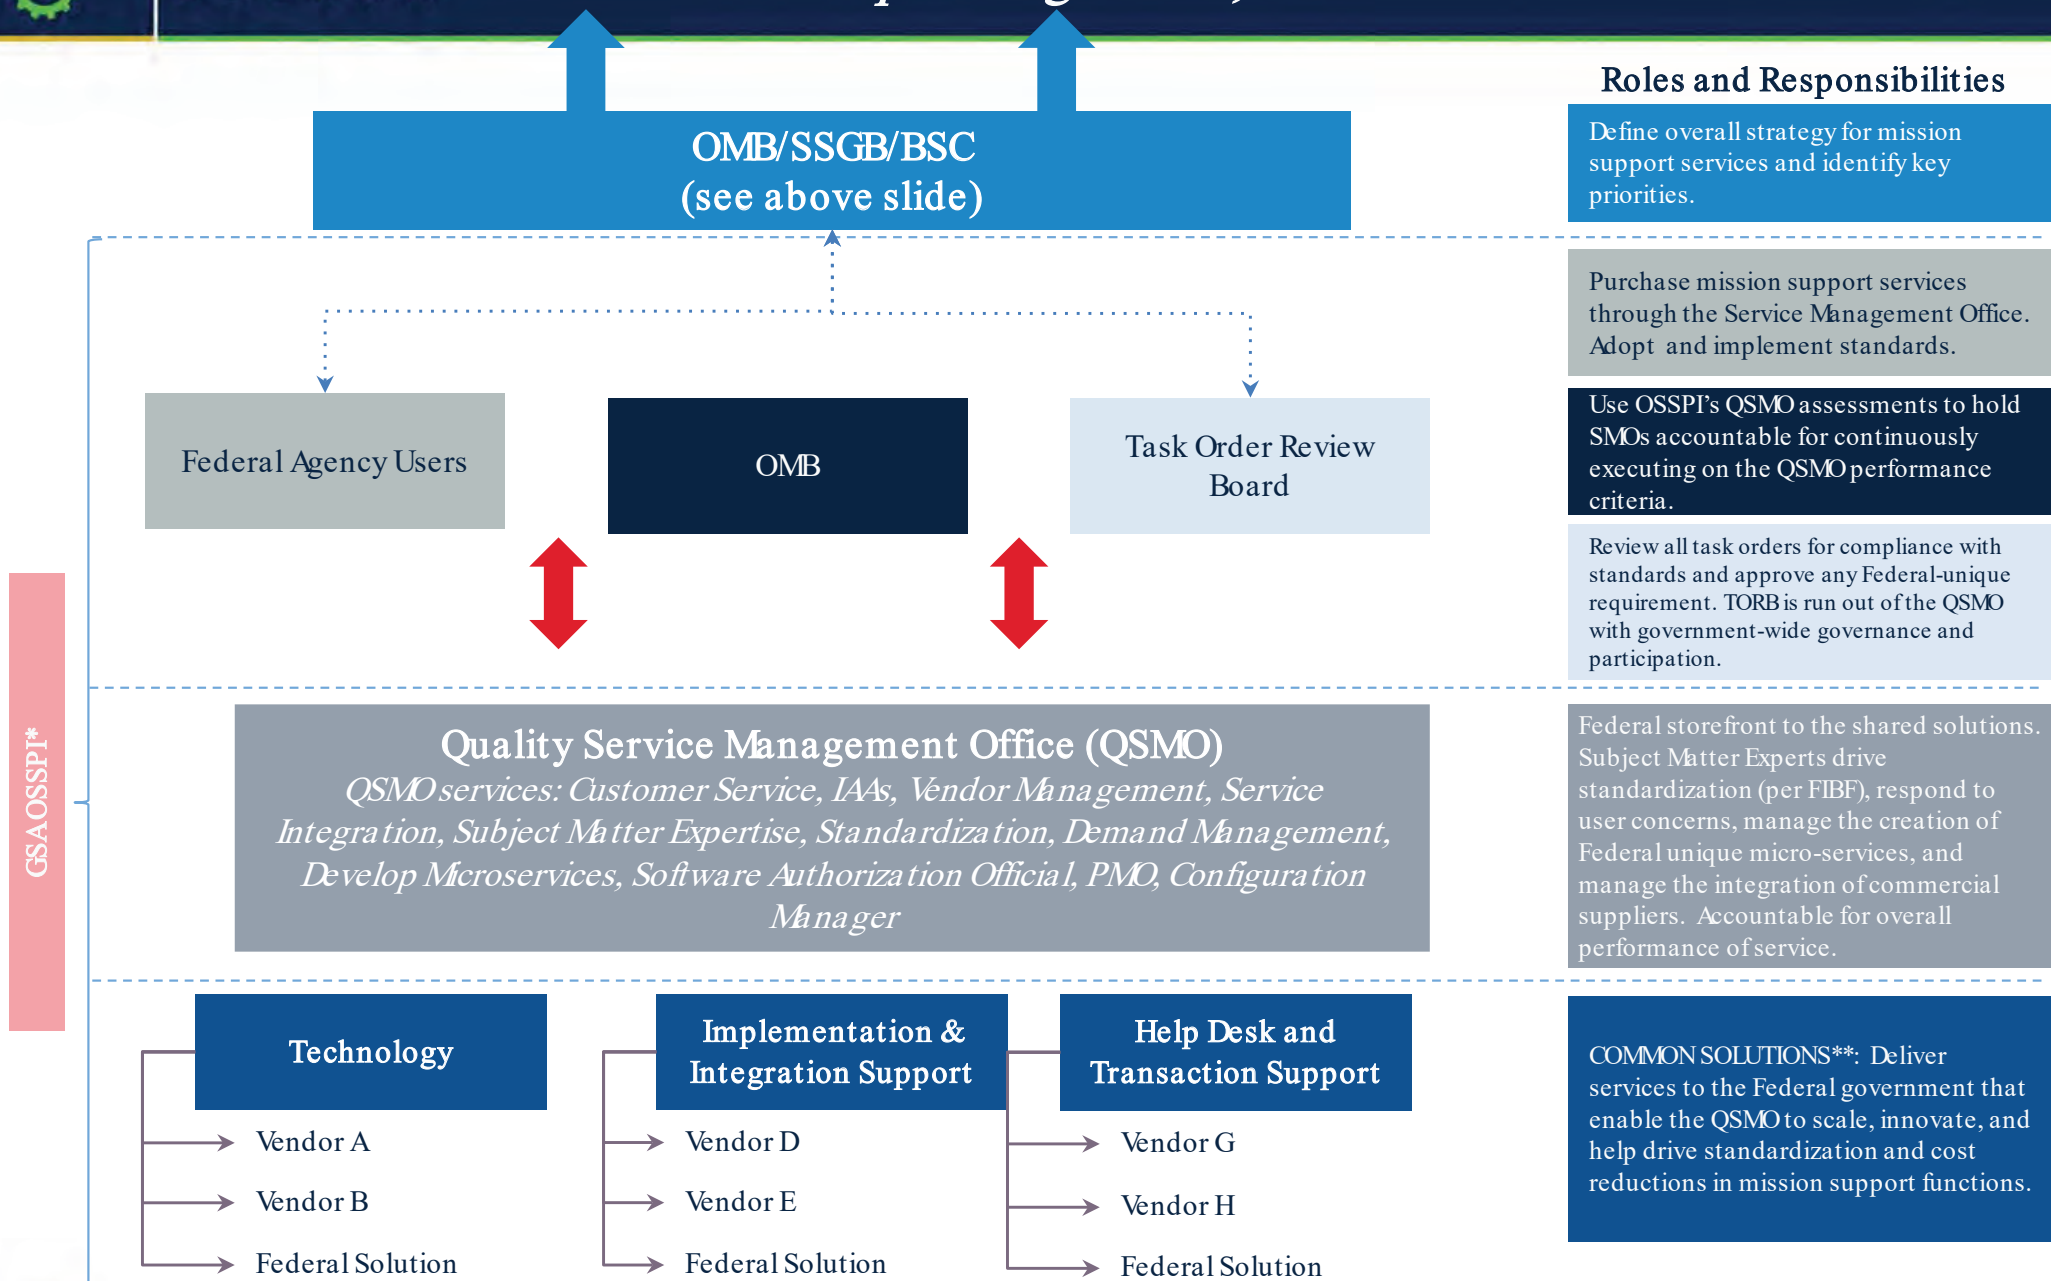 Roles and Responsibilities
OMB/SSGB/BSC
(see above slide)
Define overall strategy for mission
support services and identify key
priorities.
Purchase mission support services
through the Service Management Office.
Adopt and implement standards.
Federal Agency Users
OMB
Task Order Review
Board
Use OSSPI’s QSMO assessments to hold
SMOs accountable for continuously
executing on the QSMO performance
criteria.
Review all task orders for compliance with
standards and approve any Federal-unique
requirement. TORB is run out of the QSMO
with government-wide governance and
participation.
GSAOSSPI*
Quality Service Management Office (QSMO)
QSMO services: Customer Service, IAAs, Vendor Management, Service
Integration, Subject Matter Expertise, Standardization, Demand Management,
Develop Microservices, Software Authorization Official, PMO, Configuration
Manager
Federal storefront to the shared solutions.
Subject Matter Experts drive
standardization (per FIBF), respond to
user concerns, manage the creation of
Federal unique micro-services, and
manage the integration of commercial
suppliers. Accountable for overall
performance of service.
Technology
Vendor A
Vendor B
Federal Solution
Implementation &
Integration Support
Vendor D
Vendor E
Federal Solution
Help Desk and
Transaction Support
Vendor G
Vendor H
Federal Solution
COMMON SOLUTIONS**: Deliver
services to the Federal government that
enable the QSMO to scale, innovate, and
help drive standardization and cost
reductions in mission support functions.